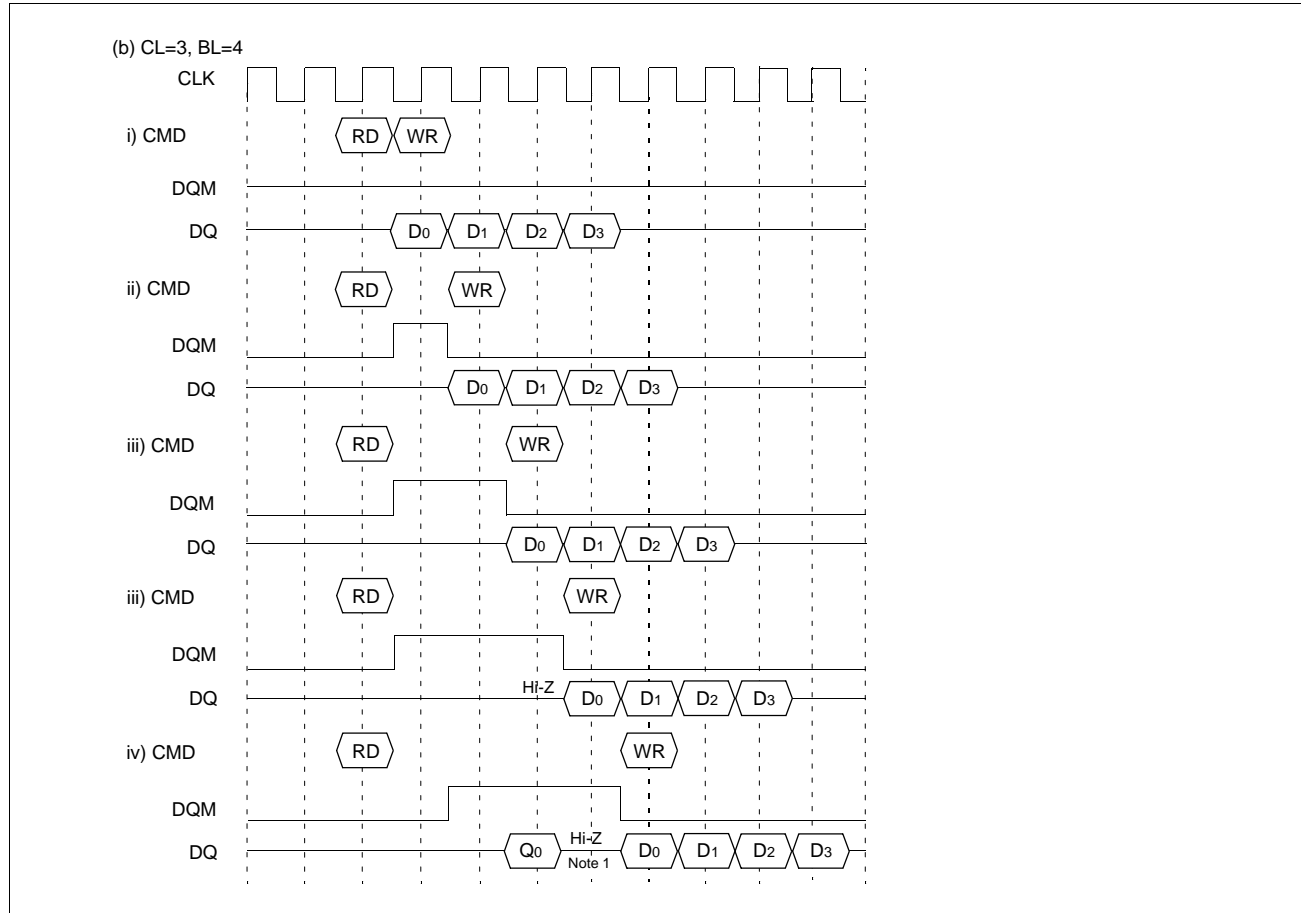 (b) CL=3, BL=4
CLK
i) CMD RD WR
DQM
DQ D0 D1 D2 D3
ii) CMD RD WR
DQM
DQ D0 D1 D2 D3
iii) CMD RD WR
DQM
DQ D0 D1 D2 D3
iii) CMD RD WR
DQM
DQ Hi-Z D0 D1 D2 D3
iv) CMD RD WR
DQM
DQ Q0 Hi-Z D0 D1 D2 D3
Note 1